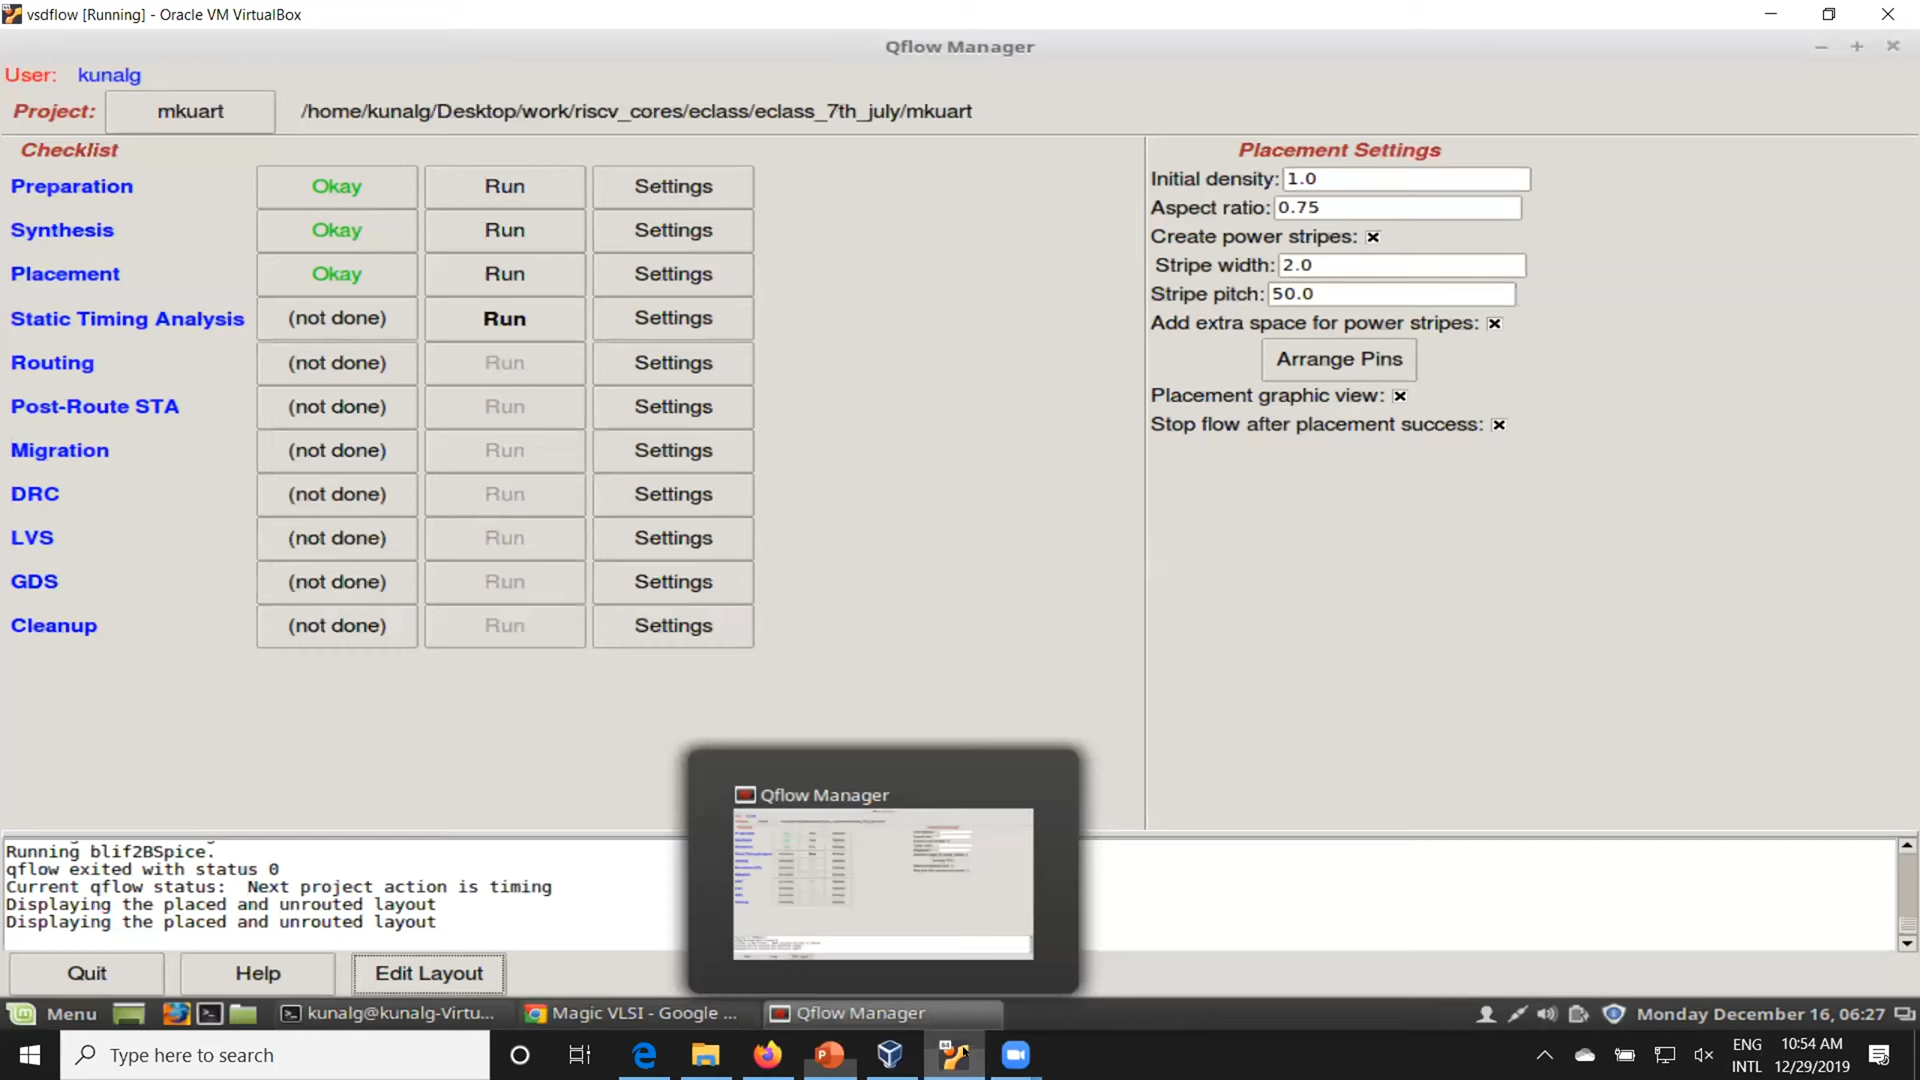 vsdflow [Running] - Oracle VM VirtualBox
Qflow Manager
User: kunalg
Project: mkuart /home/kunalg/Desktop/work/riscv_cores/eclass/eclass_7th_july/mkuart
Checklist
Preparation Okay Run Settings
Synthesis Okay Run Settings
Placement Okay Run Settings
Static Timing Analysis (not done) Run Settings
Routing (not done) Run Settings
Post-Route STA (not done) Run Settings
Migration (not done) Run Settings
DRC (not done) Run Settings
LVS (not done) Run Settings
GDS (not done) Run Settings
Cleanup (not done) Run Settings
Placement Settings
Initial density: 1.0
Aspect ratio: 0.75
Create power stripes:
Stripe width: 2.0
Stripe pitch: 50.0
Add extra space for power stripes:
Arrange Pins
Placement graphic view:
Stop flow after placement success:
Qflow Manager
Running blif2BSpice.
qflow exited with status 0
Current qflow status:  Next project action is timing
Displaying the placed and unrouted layout
Displaying the placed and unrouted layout
Quit Help Edit Layout
Menu kunalg@kunalg-Virtu... Magic VLSI - Google ... Qflow Manager Monday December 16, 06:27
Type here to search
ENG
INTL
10:54 AM
12/29/2019